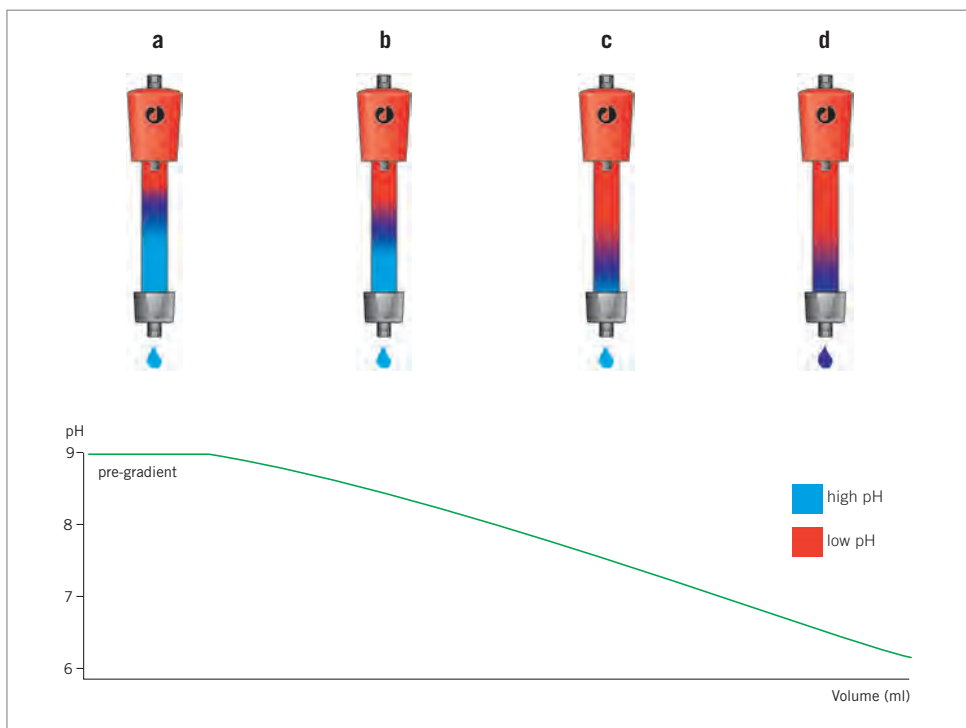 a b c d
pH
9
pre-gradient
8
7
6
high pH
low pH
Volume (ml)